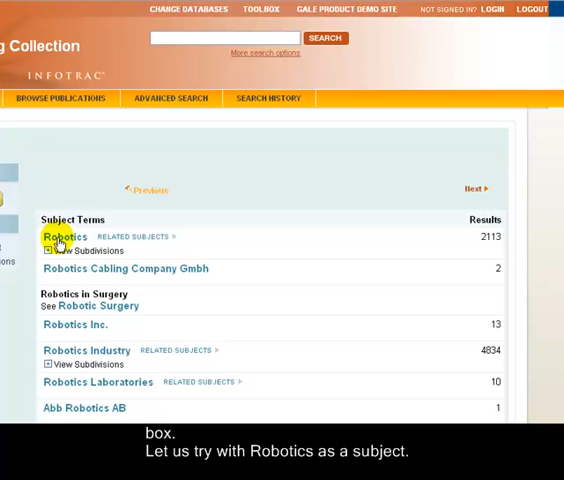 CHANGE DATABASES TOOLBOX GALE PRODUCT DEMO SITE NOT SIGNED IN? LOGIN LOGOUT
g Collection
SEARCH
More search options
INFOTRAC
BROWSE PUBLICATIONS ADVANCED SEARCH SEARCH HISTORY
Previous Next
Subject Terms Results
Robotics RELATED SUBJECTS 2113
View Subdivisions
ions
Robotics Cabling Company Gmbh 2
Robotics in Surgery
See Robotic Surgery
Robotics Inc. 13
Robotics Industry RELATED SUBJECTS 4834
View Subdivisions
Robotics Laboratories RELATED SUBJECTS 10
Abb Robotics AB 1
box.
Let us try with Robotics as a subject.